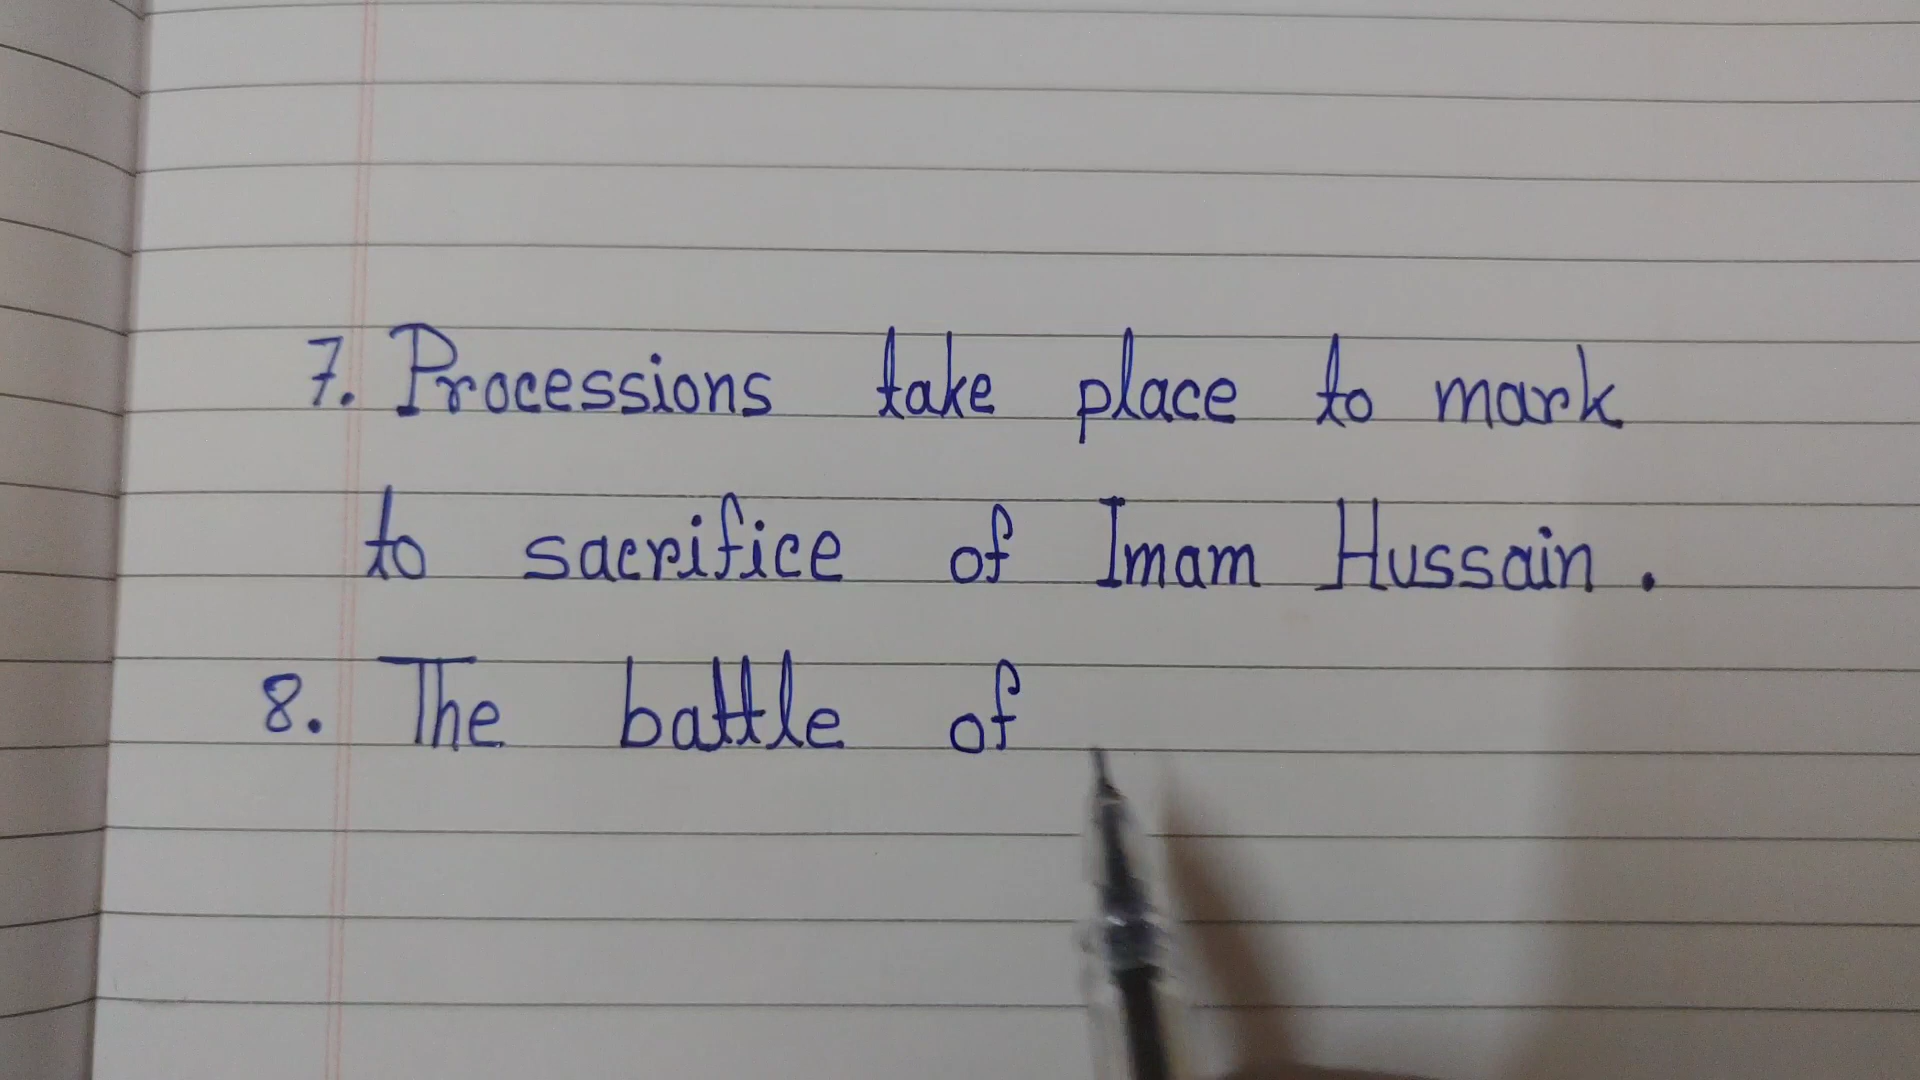 7. Processions take place to mark
to sacrifice of Imam Hussain.
8. The battle of